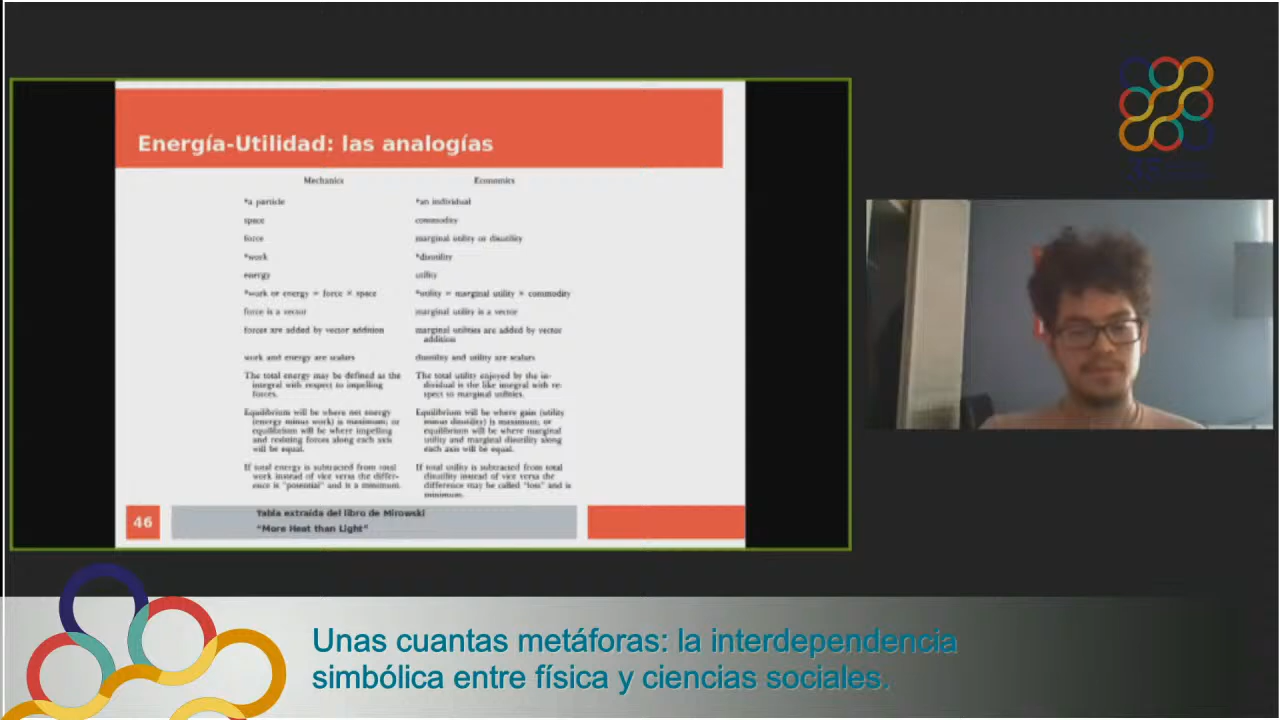 Energía-Utilidad: las analogías
Mechanics Economics
*a particle *an individual
space commodity
force marginal utility or disutility
*work *disutility
energy utility
*work or energy = force × space *utility = marginal utility × commodity
force is a vector marginal utility is a vector
forces are added by vector addition marginal utilities are added by vector
addition
work and energy are scalars disutility and utility are scalars
The total energy may be defined as the The total utility enjoyed by the in-
integral with respect to impelling dividual is the like integral with re-
forces. spect to marginal utilities.
Equilibrium will be where net energy Equilibrium will be where gain (utility
(energy minus work) is maximum; or minus disutility) is maximum; or
equilibrium will be where impelling equilibrium will be where marginal
and resisting forces along each axis utility and marginal disutility along
will be equal. each axis will be equal.
If total energy is subtracted from total If total utility is subtracted from total
work instead of vice versa the differ- disutility instead of vice versa the
ence is "potential" and is a minimum. difference may be called "loss" and is
minimum.
46
Tabla extraída del libro de Mirowski
"More Heat than Light"
35
Unas cuantas metáforas: la interdependencia
simbólica entre física y ciencias sociales.